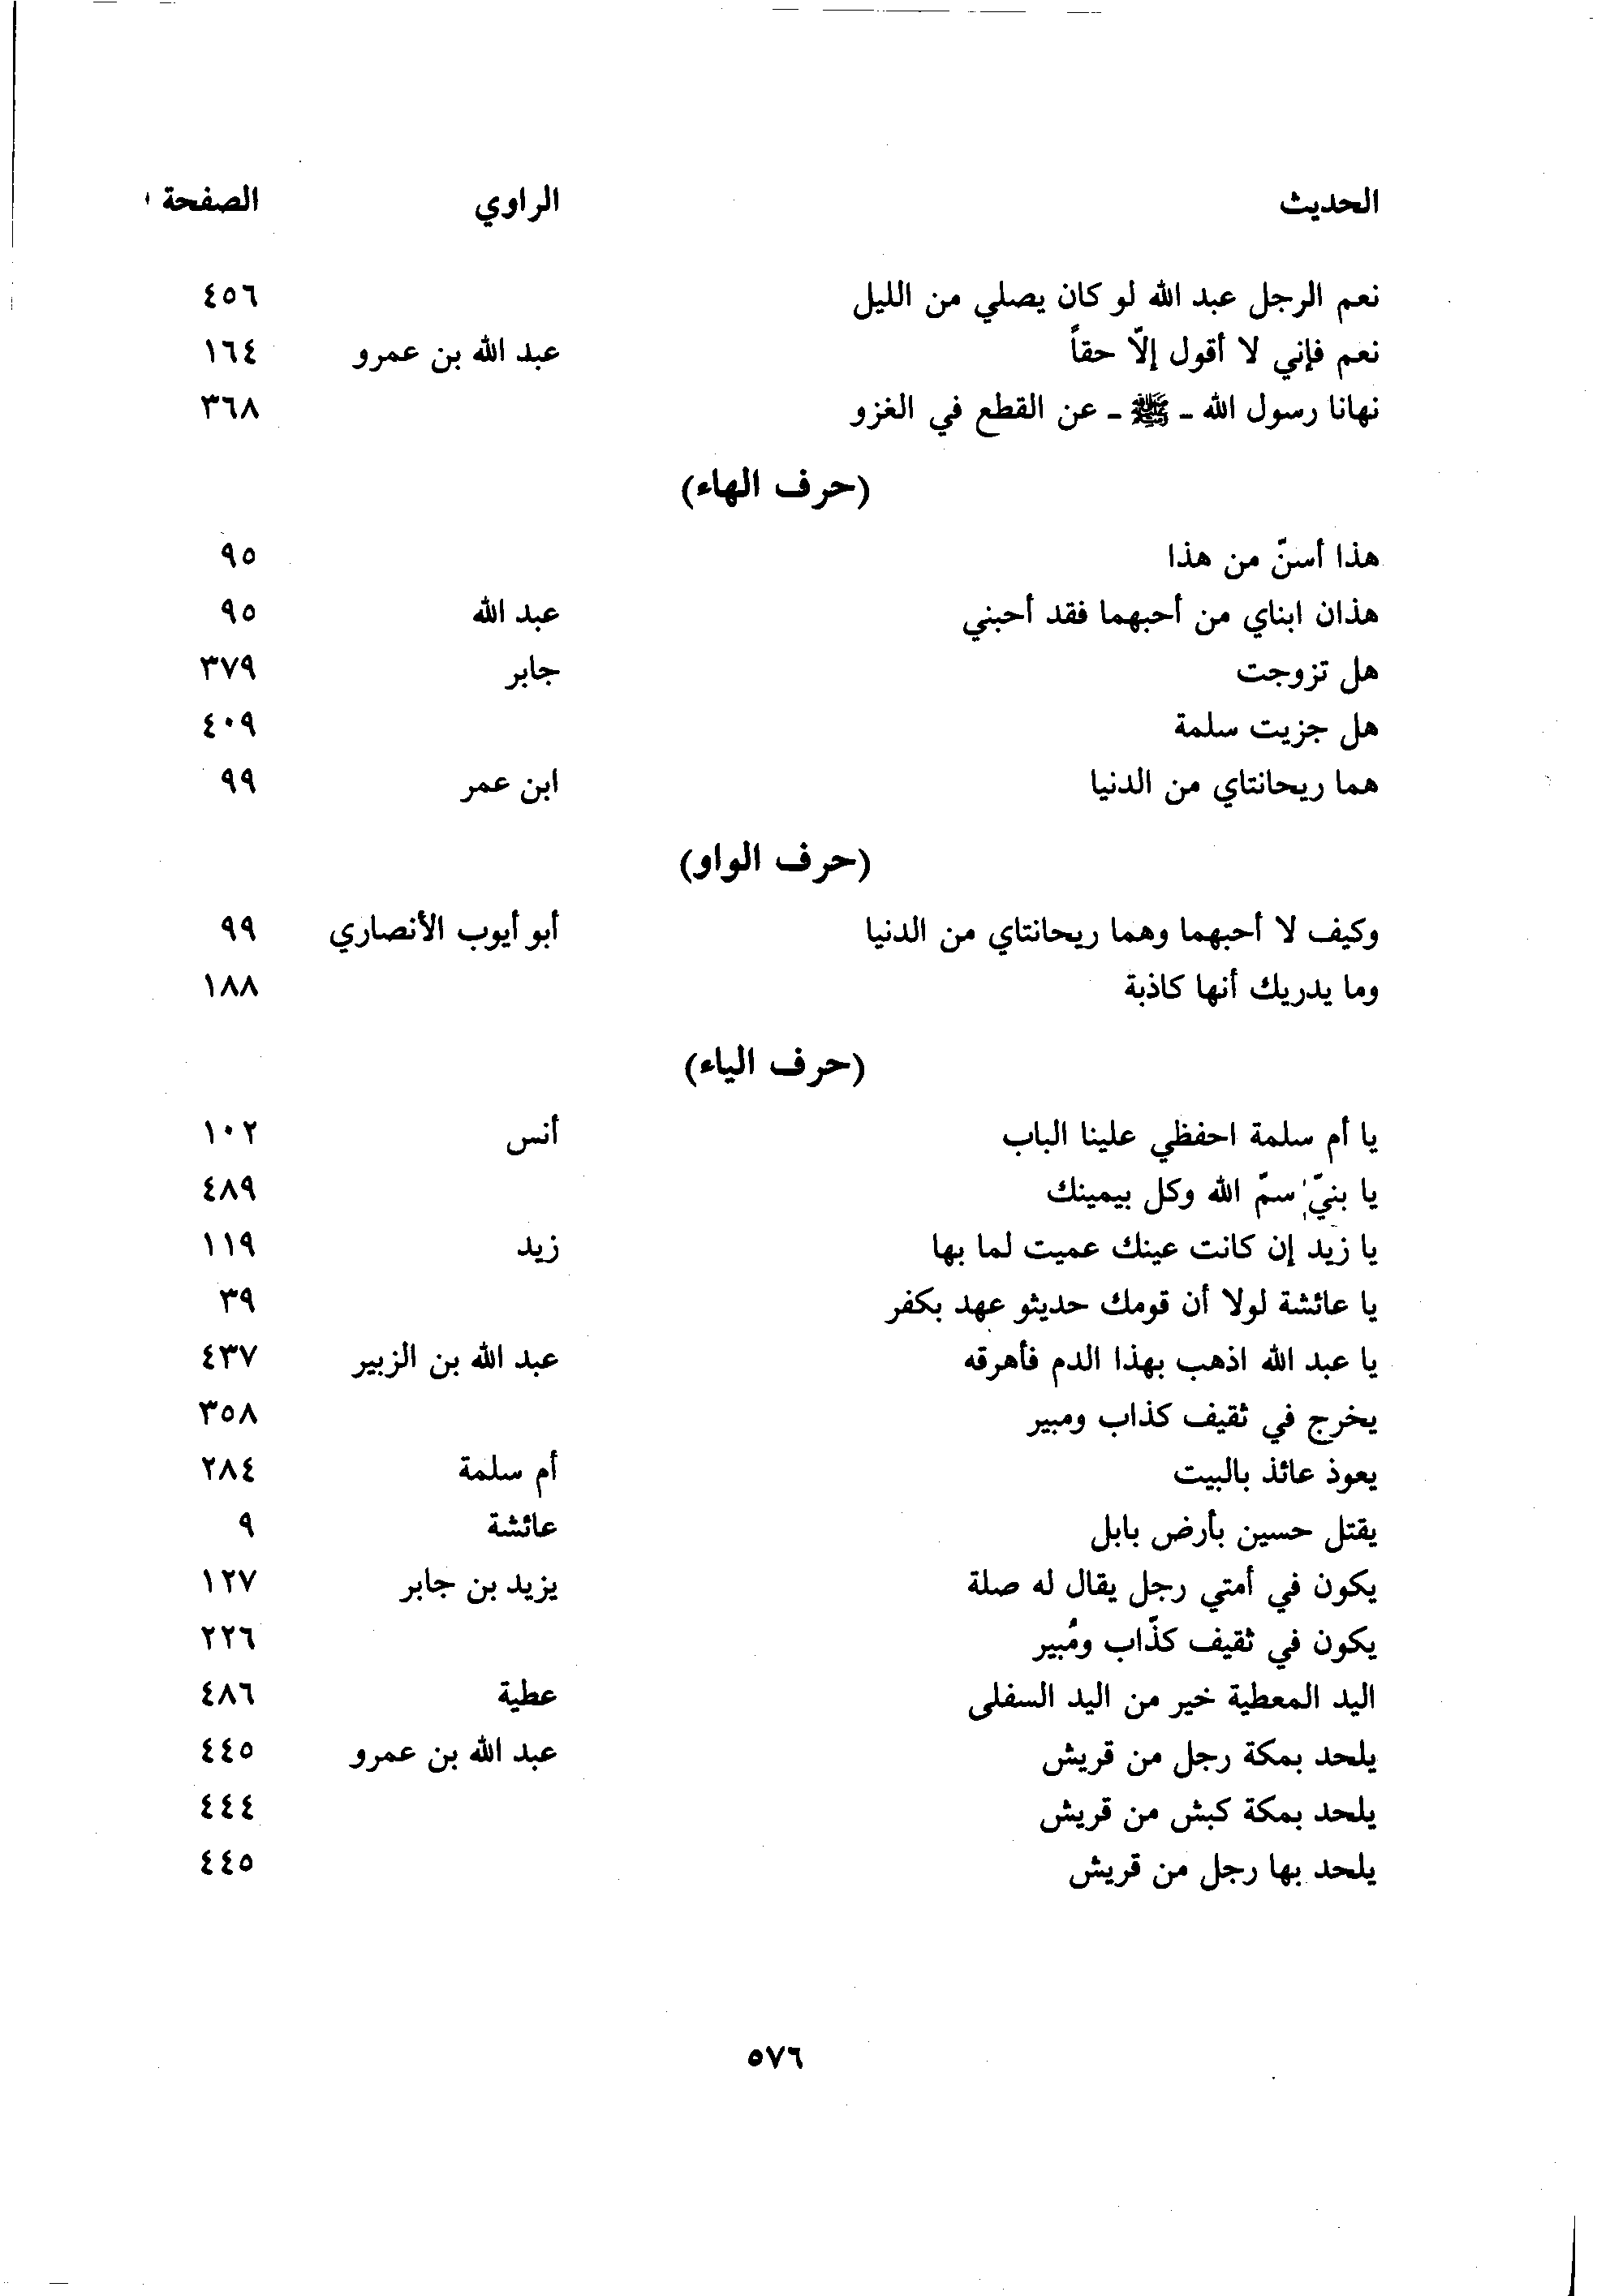 الحديث الراوي الصفحة
نعم الرجل عبد الله لو كان يصلي من الليل ٤٥٦
نعم فإني لا أقول إلاّ حقاً عبد الله بن عمرو ١٦٤
نهانا رسول الله - ﷺ - عن القطع في الغزو ٣٦٨
(حرف الهاء)
هذا أسنّ من هذا ٩٥
هذان ابناي من أحبهما فقد أحبني عبد الله ٩٥
هل تزوجت جابر ٣٧٩
هل جزيت سلمة ٤٠٩
هما ريحانتاي من الدنيا ابن عمر ٩٩
(حرف الواو)
وكيف لا أحبهما وهما ريحانتاي من الدنيا أبو أيوب الأنصاري ٩٩
وما يدريك أنها كاذبة ١٨٨
(حرف الياء)
يا أم سلمة احفظي علينا الباب أنس ١٠٢
يا بنيّ سمّ الله وكل بيمينك ٤٨٩
يا زيد إن كانت عينك عميت لما بها زيد ١١٩
يا عائشة لولا أن قومك حديثو عهد بكفر ٣٩
يا عبد الله اذهب بهذا الدم فأهرقه عبد الله بن الزبير ٤٣٧
يخرج في ثقيف كذاب ومبير ٣٥٨
يعوذ عائذ بالبيت أم سلمة ٢٨٤
يقتل حسين بأرض بابل عائشة ٩
يكون في أمتي رجل يقال له صلة يزيد بن جابر ١٢٧
يكون في ثقيف كذّاب ومُبير ٢٢٦
اليد المعطية خير من اليد السفلى عطية ٤٨٦
يلحد بمكة رجل من قريش عبد الله بن عمرو ٤٤٥
يلحد بمكة كبش من قريش ٤٤٤
يلحد بها رجل من قريش ٤٤٥
٥٧٦